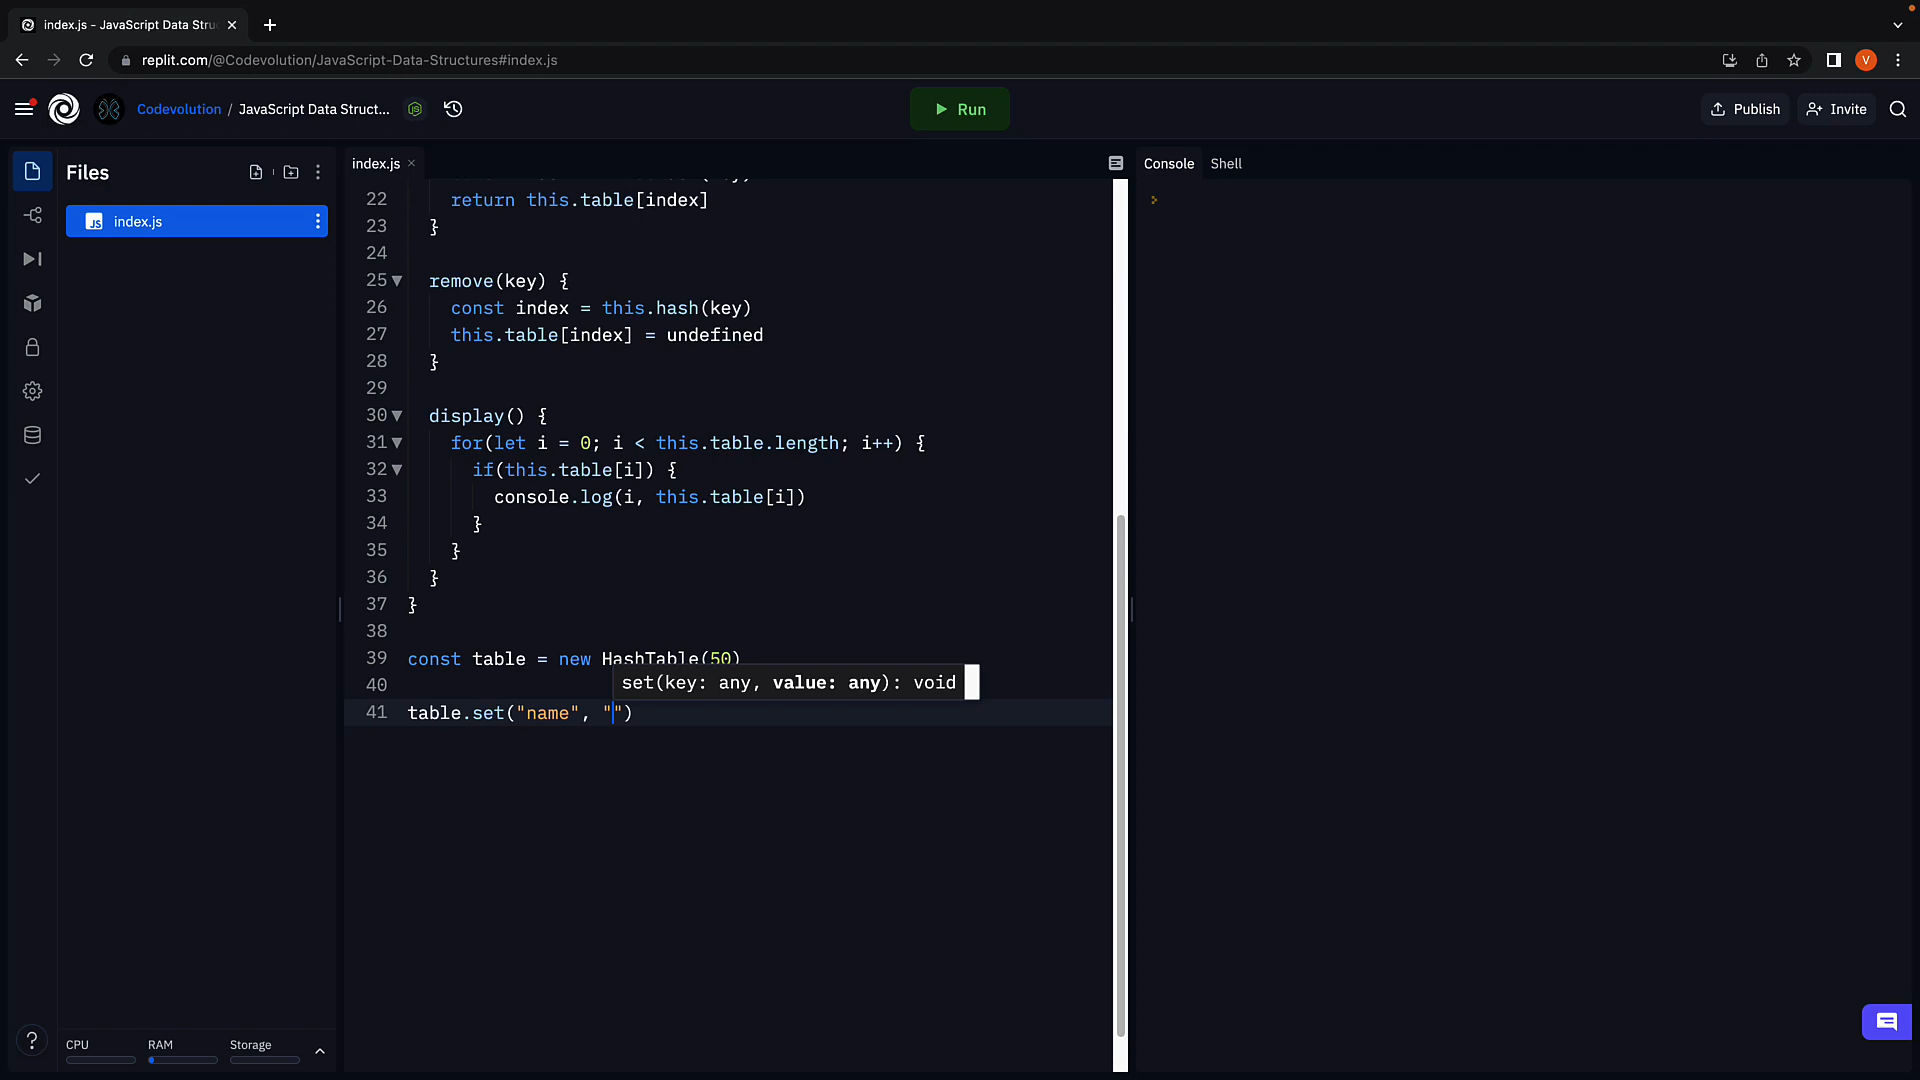 index.js - JavaScript Data Stru
replit.com/@Codevolution/JavaScript-Data-Structures#index.js
V
Codevolution / JavaScript Data Struct...
Run
Publish
Invite
Files
index.js
Console
Shell
JS index.js
22 return this.table[index]
23 }
24
25 remove(key) {
26 const index = this.hash(key)
27 this.table[index] = undefined
28 }
29
30 display() {
31 for(let i = 0; i < this.table.length; i++) {
32 if(this.table[i]) {
33 console.log(i, this.table[i])
34 }
35 }
36 }
37 }
38
39 const table = new HashTable(50)
40
set(key: any, value: any): void
41 table.set("name", "")
CPU
RAM
Storage